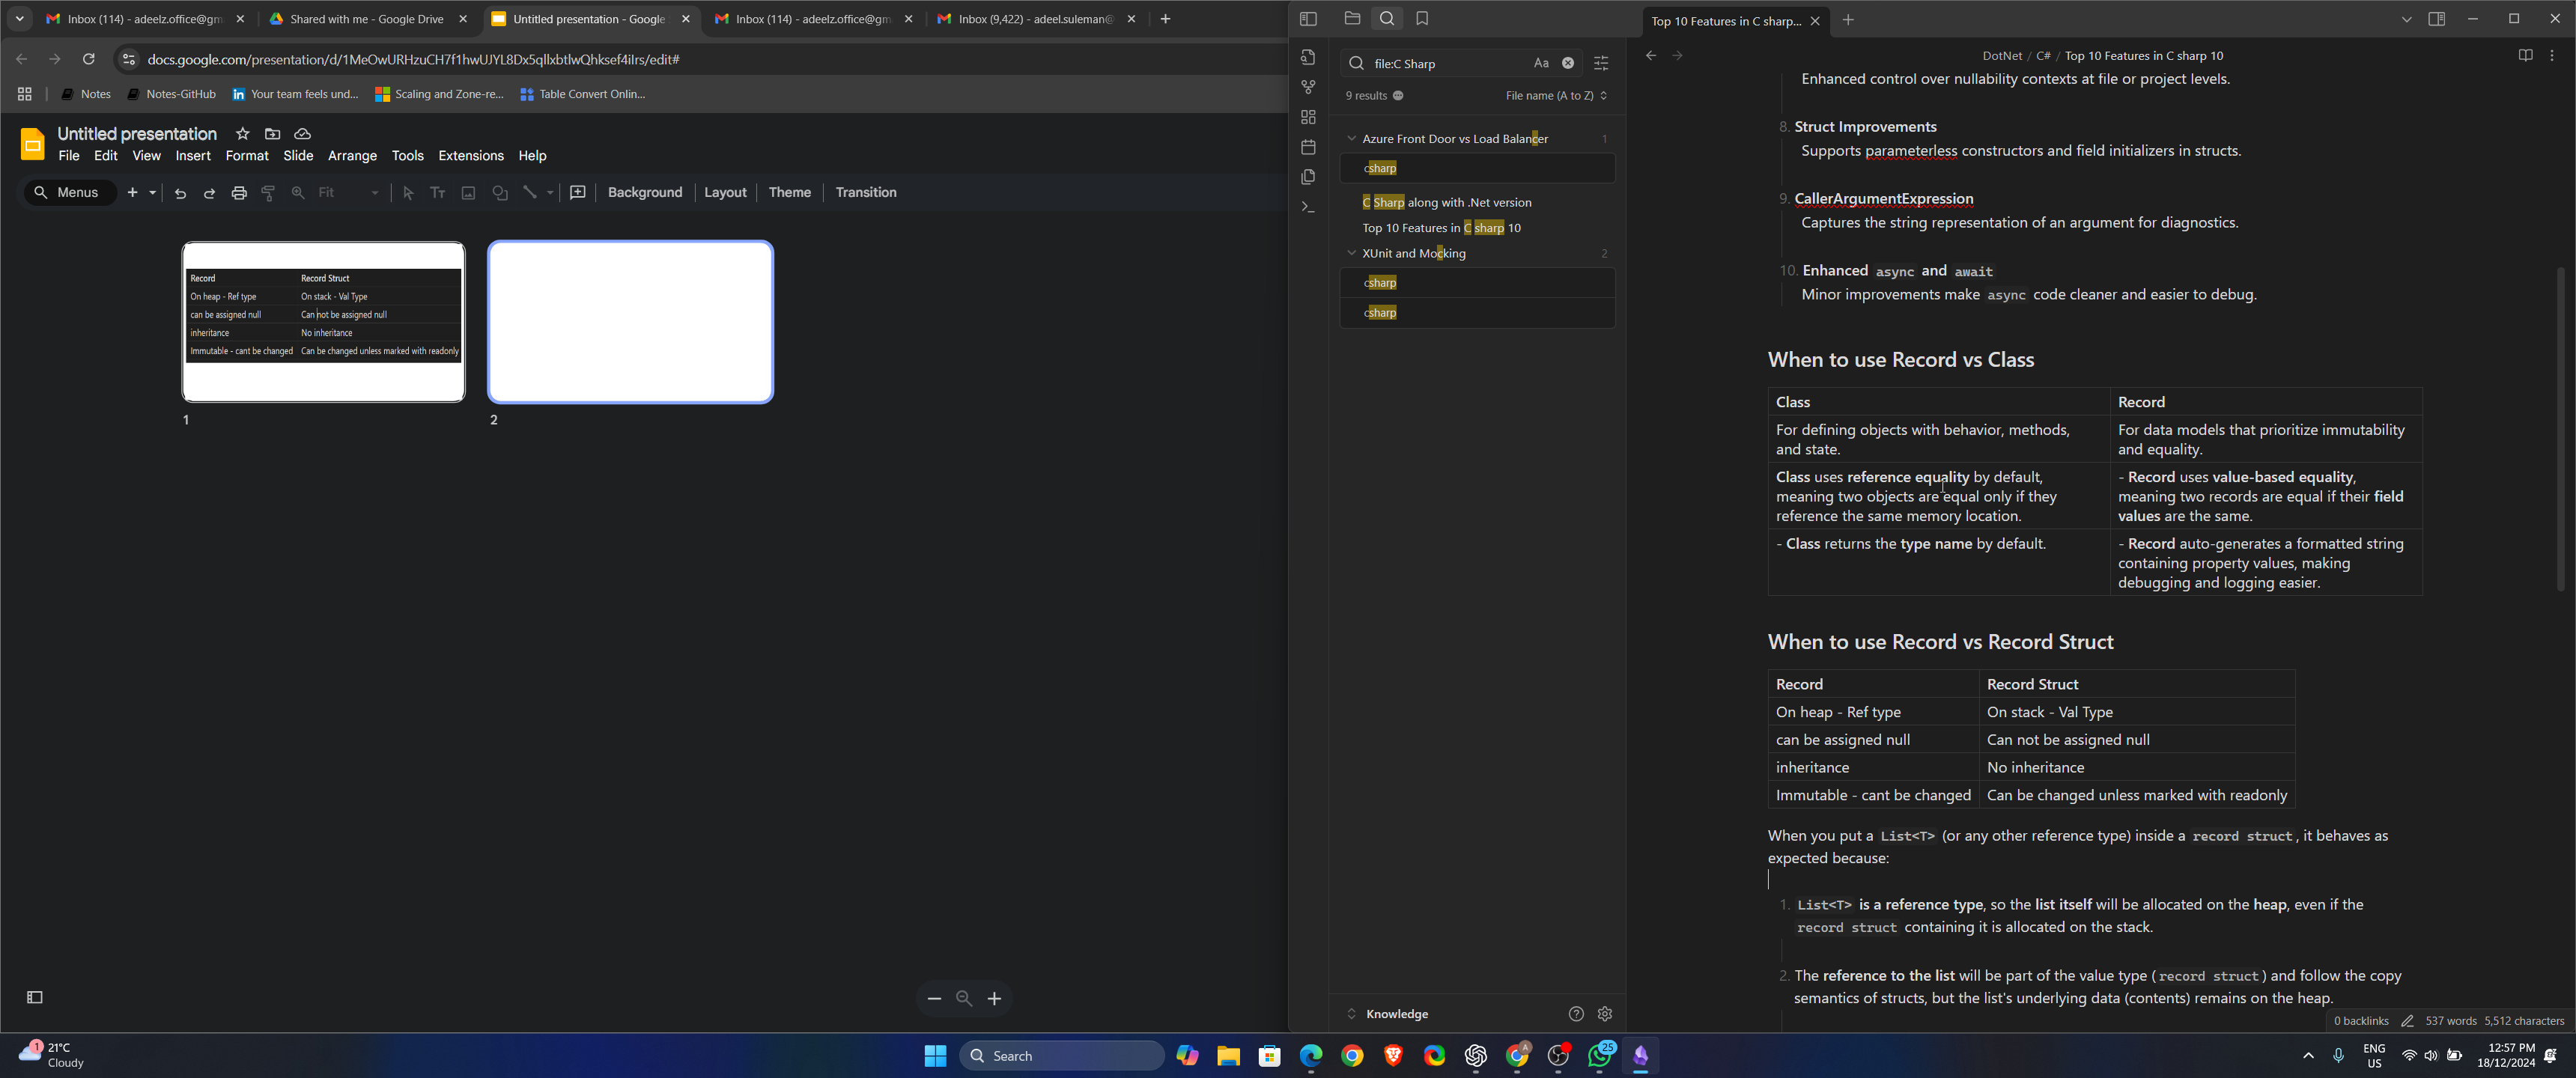 Inbox (114) - adeelz.office@gm
Shared with me - Google Drive
Untitled presentation - Google
Inbox (114) - adeelz.office@gm
Inbox (9,422) - adeel.suleman@
docs.google.com/presentation/d/1MeOwURHzuCH7f1hwUJYL8Dx5qllxbtlwQhksef4iIrs/edit#
Notes
Notes-GitHub
Your team feels und...
Scaling and Zone-re...
Table Convert Onlin...
Untitled presentation
File Edit View Insert Format Slide Arrange Tools Extensions Help
Menus
Fit
Background
Layout
Theme
Transition
Record Record Struct
On heap - Ref type On stack - Val Type
can be assigned null Can not be assigned null
inheritance No inheritance
Immutable - cant be changed Can be changed unless marked with readonly
1
2
file:C Sharp
Aa
9 results
File name (A to Z)
Azure Front Door vs Load Balancer 1
csharp
C Sharp along with .Net version
Top 10 Features in C sharp 10
XUnit and Mocking 2
csharp
csharp
Knowledge
Top 10 Features in C sharp...
DotNet / C# / Top 10 Features in C sharp 10
Enhanced control over nullability contexts at file or project levels.
8. Struct Improvements
Supports parameterless constructors and field initializers in structs.
9. CallerArgumentExpression
Captures the string representation of an argument for diagnostics.
10. Enhanced async and await
Minor improvements make async code cleaner and easier to debug.
When to use Record vs Class
Class Record
For defining objects with behavior, methods,
and state.
For data models that prioritize immutability
and equality.
Class uses reference equality by default,
meaning two objects are equal only if they
reference the same memory location.
- Record uses value-based equality,
meaning two records are equal if their field
values are the same.
- Class returns the type name by default.
- Record auto-generates a formatted string
containing property values, making
debugging and logging easier.
When to use Record vs Record Struct
Record Record Struct
On heap - Ref type On stack - Val Type
can be assigned null Can not be assigned null
inheritance No inheritance
Immutable - cant be changed Can be changed unless marked with readonly
When you put a List<T> (or any other reference type) inside a record struct, it behaves as
expected because:
1. List<T> is a reference type, so the list itself will be allocated on the heap, even if the
record struct containing it is allocated on the stack.
2. The reference to the list will be part of the value type (record struct) and follow the copy
semantics of structs, but the list's underlying data (contents) remains on the heap.
0 backlinks 537 words 5,512 characters
1
21°C
Cloudy
Search
A
25
ENG
US
12:57 PM
18/12/2024